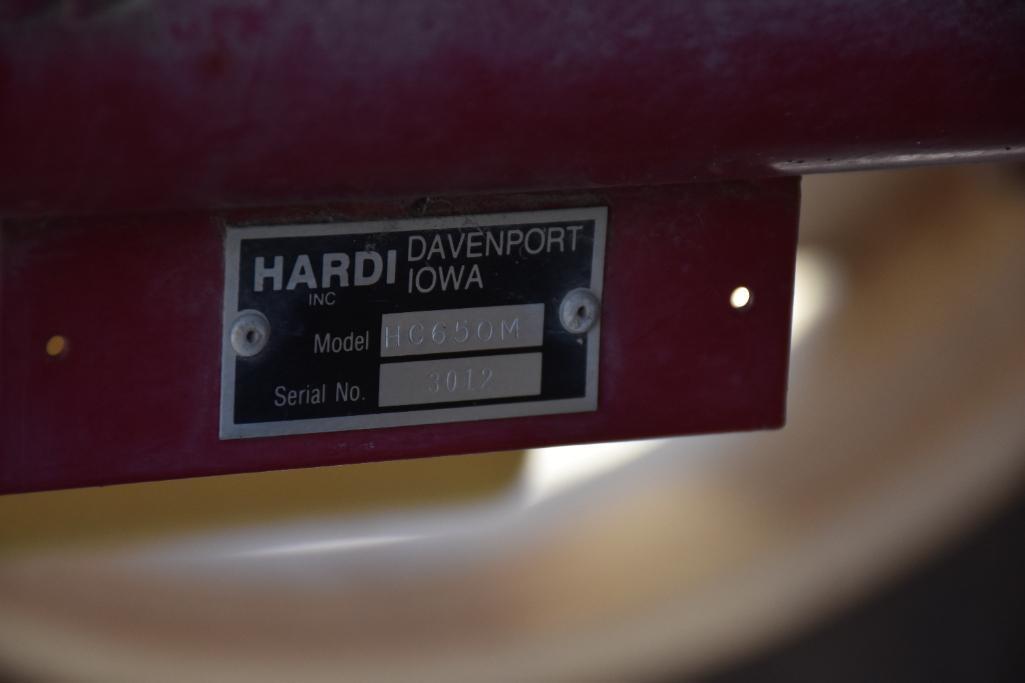 HARDI DAVENPORT
INC IOWA
Model HC650M
Serial No. 3012